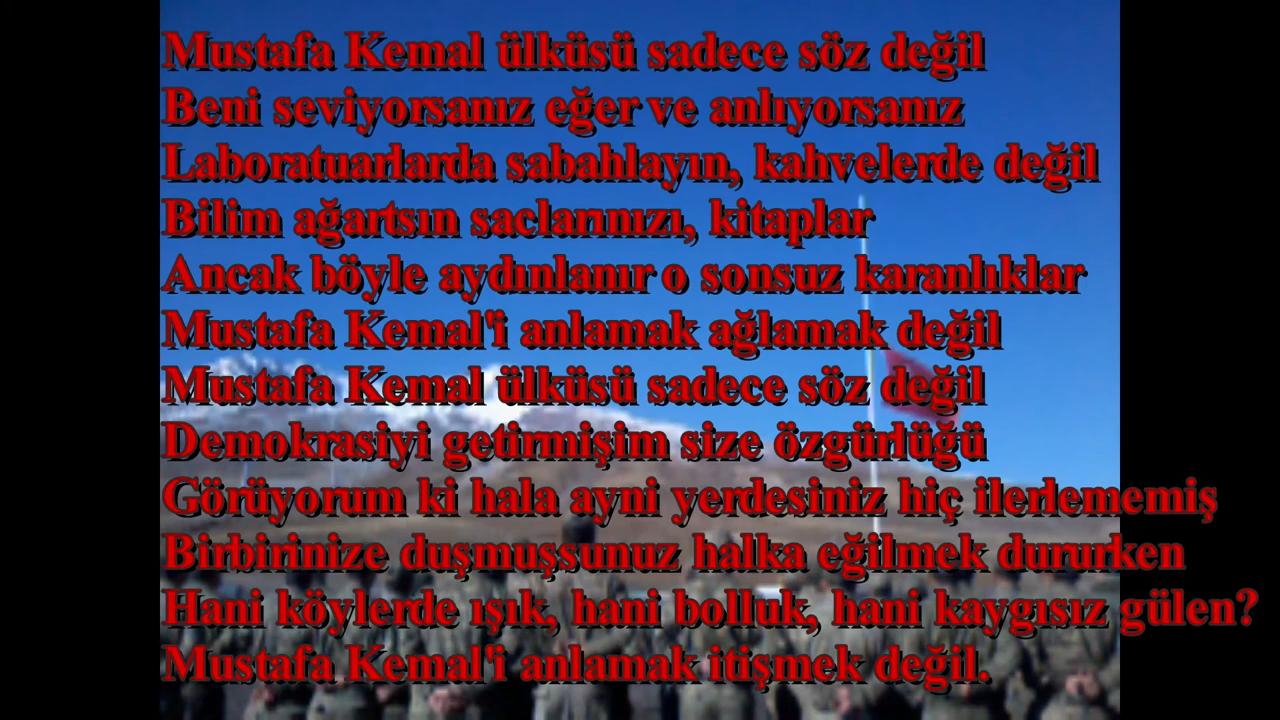 Mustafa Kemal ülküsü sadece söz değil
Beni seviyorsanız eğer ve anlıyorsanız
Laboratuarlarda sabahlayın, kahvelerde değil
Bilim ağartsın saclarınızı, kitaplar
Ancak böyle aydınlanır o sonsuz karanlıklar
Mustafa Kemal'i anlamak ağlamak değil
Mustafa Kemal ülküsü sadece söz değil
Demokrasiyi getirmişim size özgürlüğü
Görüyorum ki hala ayni yerdesiniz hiç ilerlememiş
Birbirinize duşmuşsunuz halka eğilmek dururken
Hani köylerde ışık, hani bolluk, hani kaygısız gülen?
Mustafa Kemal'i anlamak itişmek değil.